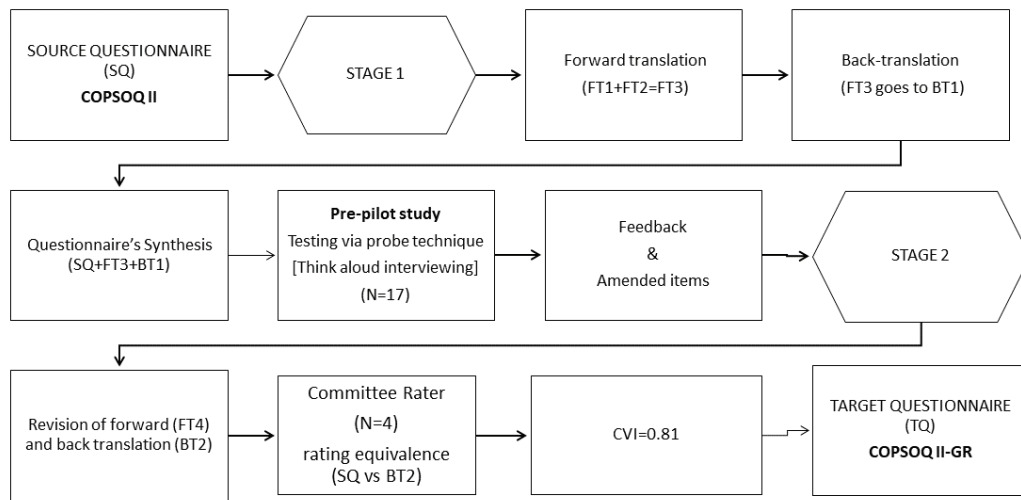 SOURCE QUESTIONNAIRE
(SQ)
COPSOQ II
STAGE 1
Forward translation
(FT1+FT2=FT3)
Back-translation
(FT3 goes to BT1)
Questionnaire's Synthesis
(SQ+FT3+BT1)
Pre-pilot study
Testing via probe technique
[Think aloud interviewing]
(N=17)
Feedback
&
Amended items
STAGE 2
Revision of forward (FT4)
and back translation (BT2)
Committee Rater
(N=4)
rating equivalence
(SQ vs BT2)
CVI=0.81
TARGET QUESTIONNAIRE
(TQ)
COPSOQ II-GR